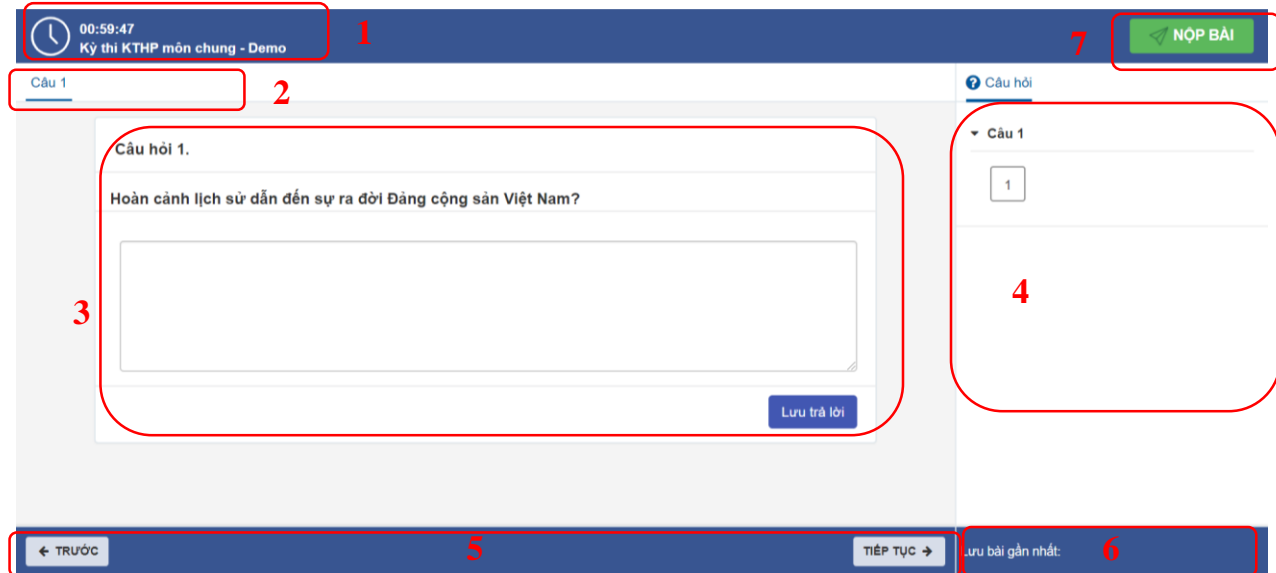 00:59:47
Kỳ thi KTHP môn chung - Demo
1
7
NỘP BÀI
Câu 1
2
Câu hỏi
Câu hỏi 1.
Câu 1
Hoàn cảnh lịch sử dẫn đến sự ra đời Đảng cộng sản Việt Nam?
1
3
4
Lưu trả lời
TRƯỚC
5
TIẾP TỤC
Lưu bài gần nhất:
6